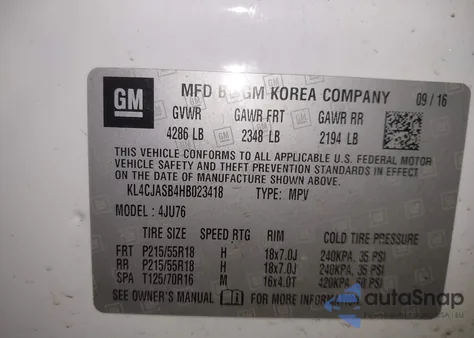 GM MFD BY GM KOREA COMPANY 09/16
GVWR GAWR FRT GAWR RR
4286 LB 2348 LB 2194 LB
THIS VEHICLE CONFORMS TO ALL APPLICABLE U.S. FEDERAL MOTOR
VEHICLE SAFETY AND THEFT PREVENTION STANDARDS IN EFFECT ON
THE DATE OF MANUFACTURE SHOWN ABOVE.
KL4CJASB4HB023418 TYPE: MPV
MODEL: 4JU76
TIRE SIZE SPEED RTG RIM COLD TIRE PRESSURE
FRT P215/55R18 H 18x7.0J 240KPA, 35 PSI
RR P215/55R18 H 18x7.0J 240KPA, 35 PSI
SPA T125/70R16 M 16x4.0T 420KPA, 60 PSI
SEE OWNER'S MANUAL FOR MORE INFORMATION
autoSnap